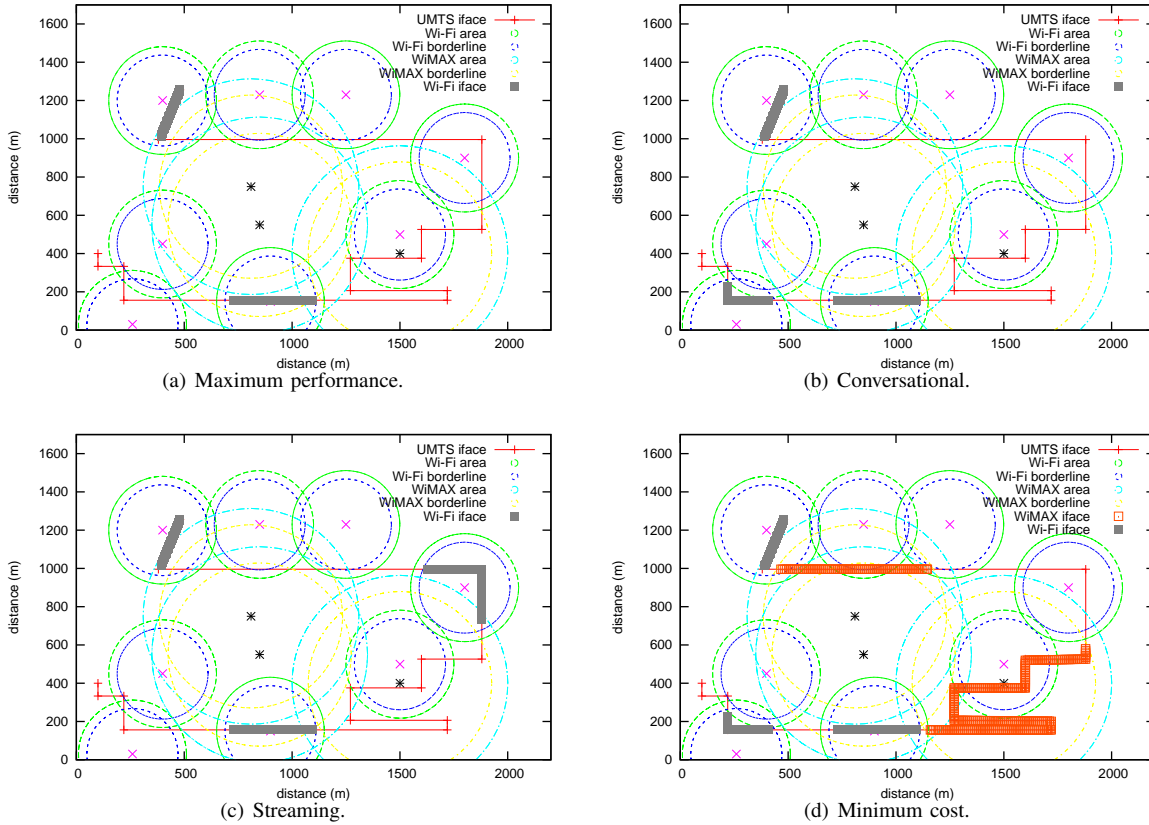 1600
1400
1200
1000
800
600
400
200
0
distance (m)
UMTS iface
Wi-Fi area
Wi-Fi borderline
WiMAX area
WiMAX borderline
Wi-Fi iface
0 500 1000 1500 2000
distance (m)
(a) Maximum performance.
1600
1400
1200
1000
800
600
400
200
0
distance (m)
UMTS iface
Wi-Fi area
Wi-Fi borderline
WiMAX area
WiMAX borderline
Wi-Fi iface
0 500 1000 1500 2000
distance (m)
(b) Conversational.
1600
1400
1200
1000
800
600
400
200
0
distance (m)
UMTS iface
Wi-Fi area
Wi-Fi borderline
WiMAX area
WiMAX borderline
Wi-Fi iface
0 500 1000 1500 2000
distance (m)
(c) Streaming.
1600
1400
1200
1000
800
600
400
200
0
distance (m)
UMTS iface
Wi-Fi area
Wi-Fi borderline
WiMAX area
WiMAX borderline
WiMAX iface
Wi-Fi iface
0 500 1000 1500 2000
distance (m)
(d) Minimum cost.